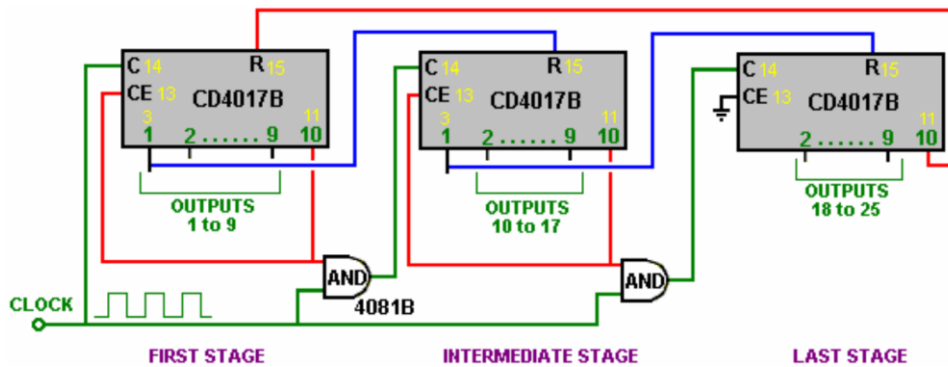 C 14 R 15
CE 13
CD4017B
3 11
1 2 ...... 9 10
OUTPUTS
1 to 9
C 14 R 15
CE 13
CD4017B
3 11
1 2 ...... 9 10
OUTPUTS
10 to 17
C 14 R 15
CE 13
CD4017B
11
2 ...... 9 10
OUTPUTS
18 to 25
AND
4081B
AND
CLOCK
FIRST STAGE
INTERMEDIATE STAGE
LAST STAGE